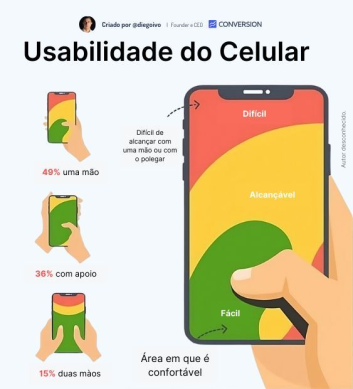 Criado por @diegoivo | Founder e CEO CONVERSION
Usabilidade do Celular
49% uma mão
36% com apoio
15% duas mãos
Difícil de
alcançar com
uma mão ou com
o polegar
Difícil
Alcançável
Fácil
Área em que é
confortável
Autor desconhecido.